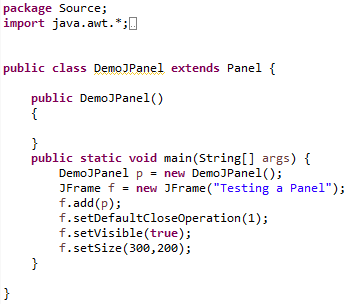 package Source;
import java.awt.*;
public class DemoJPanel extends Panel {
public DemoJPanel()
{
}
public static void main(String[] args) {
DemoJPanel p = new DemoJPanel();
JFrame f = new JFrame("Testing a Panel");
f.add(p);
f.setDefaultCloseOperation(1);
f.setVisible(true);
f.setSize(300,200);
}
}